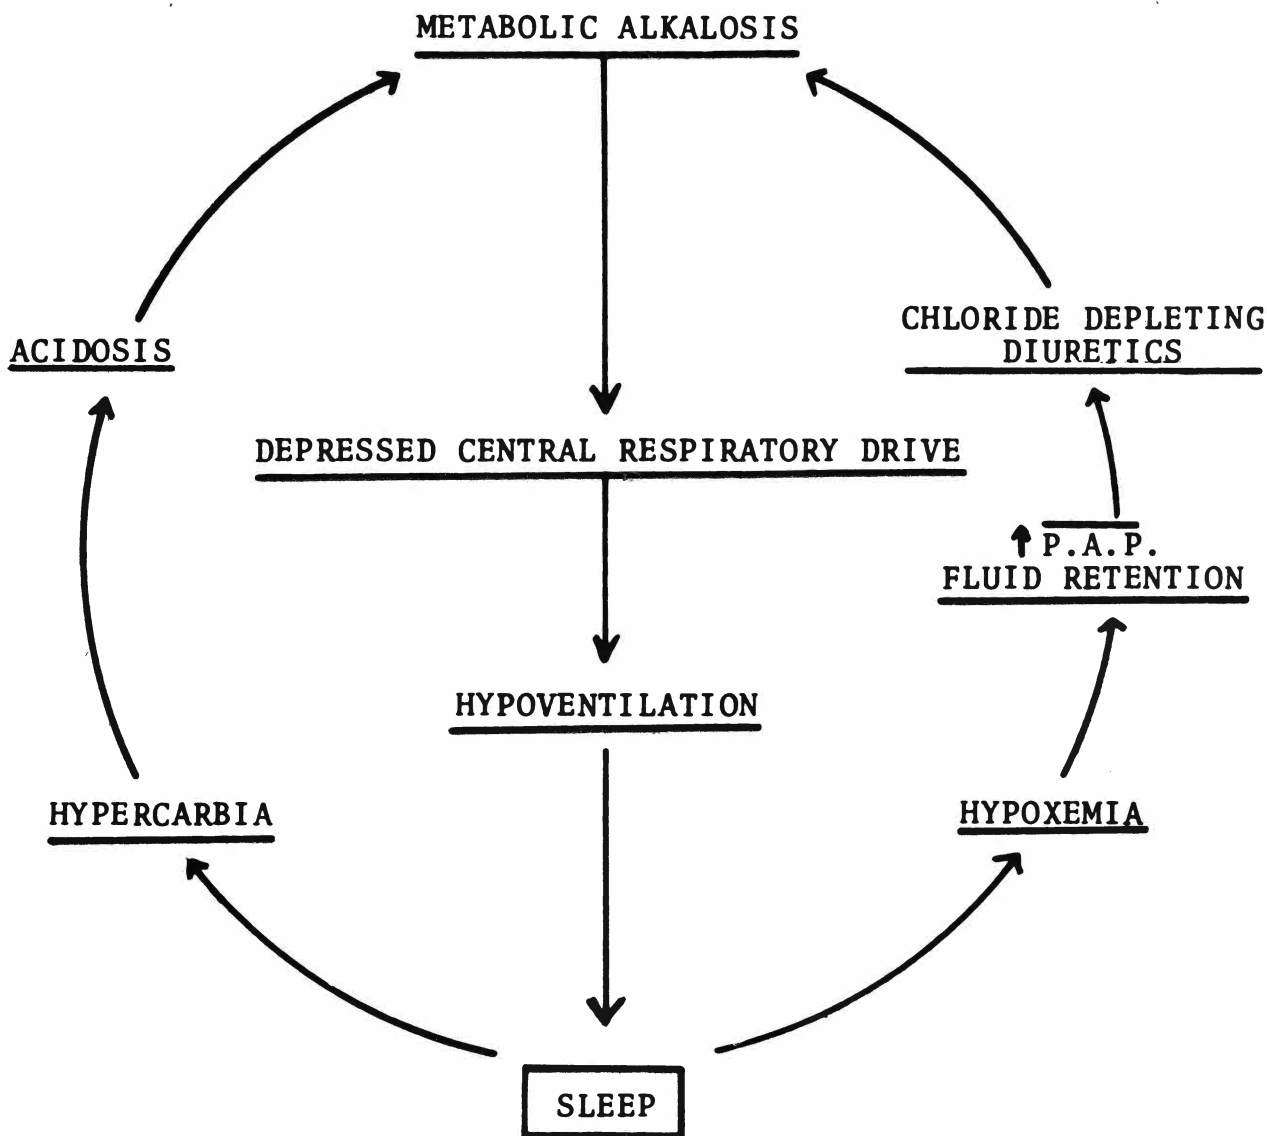 METABOLIC ALKALOSIS
ACIDOSIS
CHLORIDE DEPLETING
DIURETICS
DEPRESSED CENTRAL RESPIRATORY DRIVE
↑ P.A.P.
FLUID RETENTION
HYPOVENTILATION
HYPERCARBIA
HYPOXEMIA
SLEEP